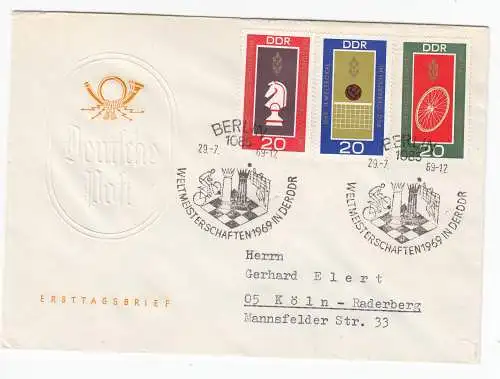 DDR
DDR
DDR
20
20
20
BERLIN
1085
29.-7. 69-12
WELTMEISTERSCHAFTEN 1969 IN DER DDR
BERLIN
1085
29.-7. 69-12
WELTMEISTERSCHAFTEN 1969 IN DER DDR
Deutsche
Post
ERSTTAGSBRIEF
Herrn
Gerhard Elert
05 Köln - Raderberg
Mannsfelder Str. 33